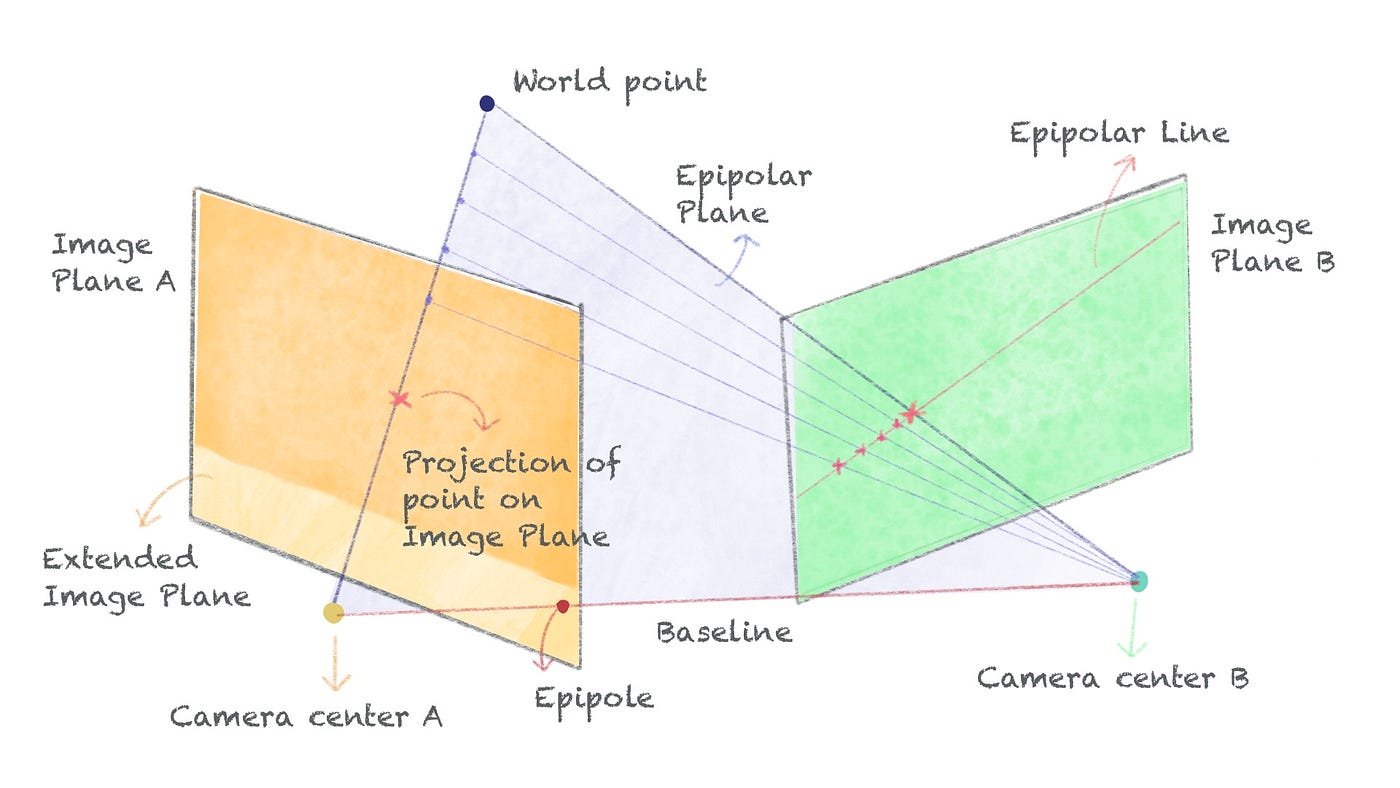 World point
Epipolar Line
Epipolar
Plane
Image
Plane B
Image
Plane A
Projection of
point on
Image Plane
Extended
Image Plane
Baseline
Epipole
Camera center B
Camera center A